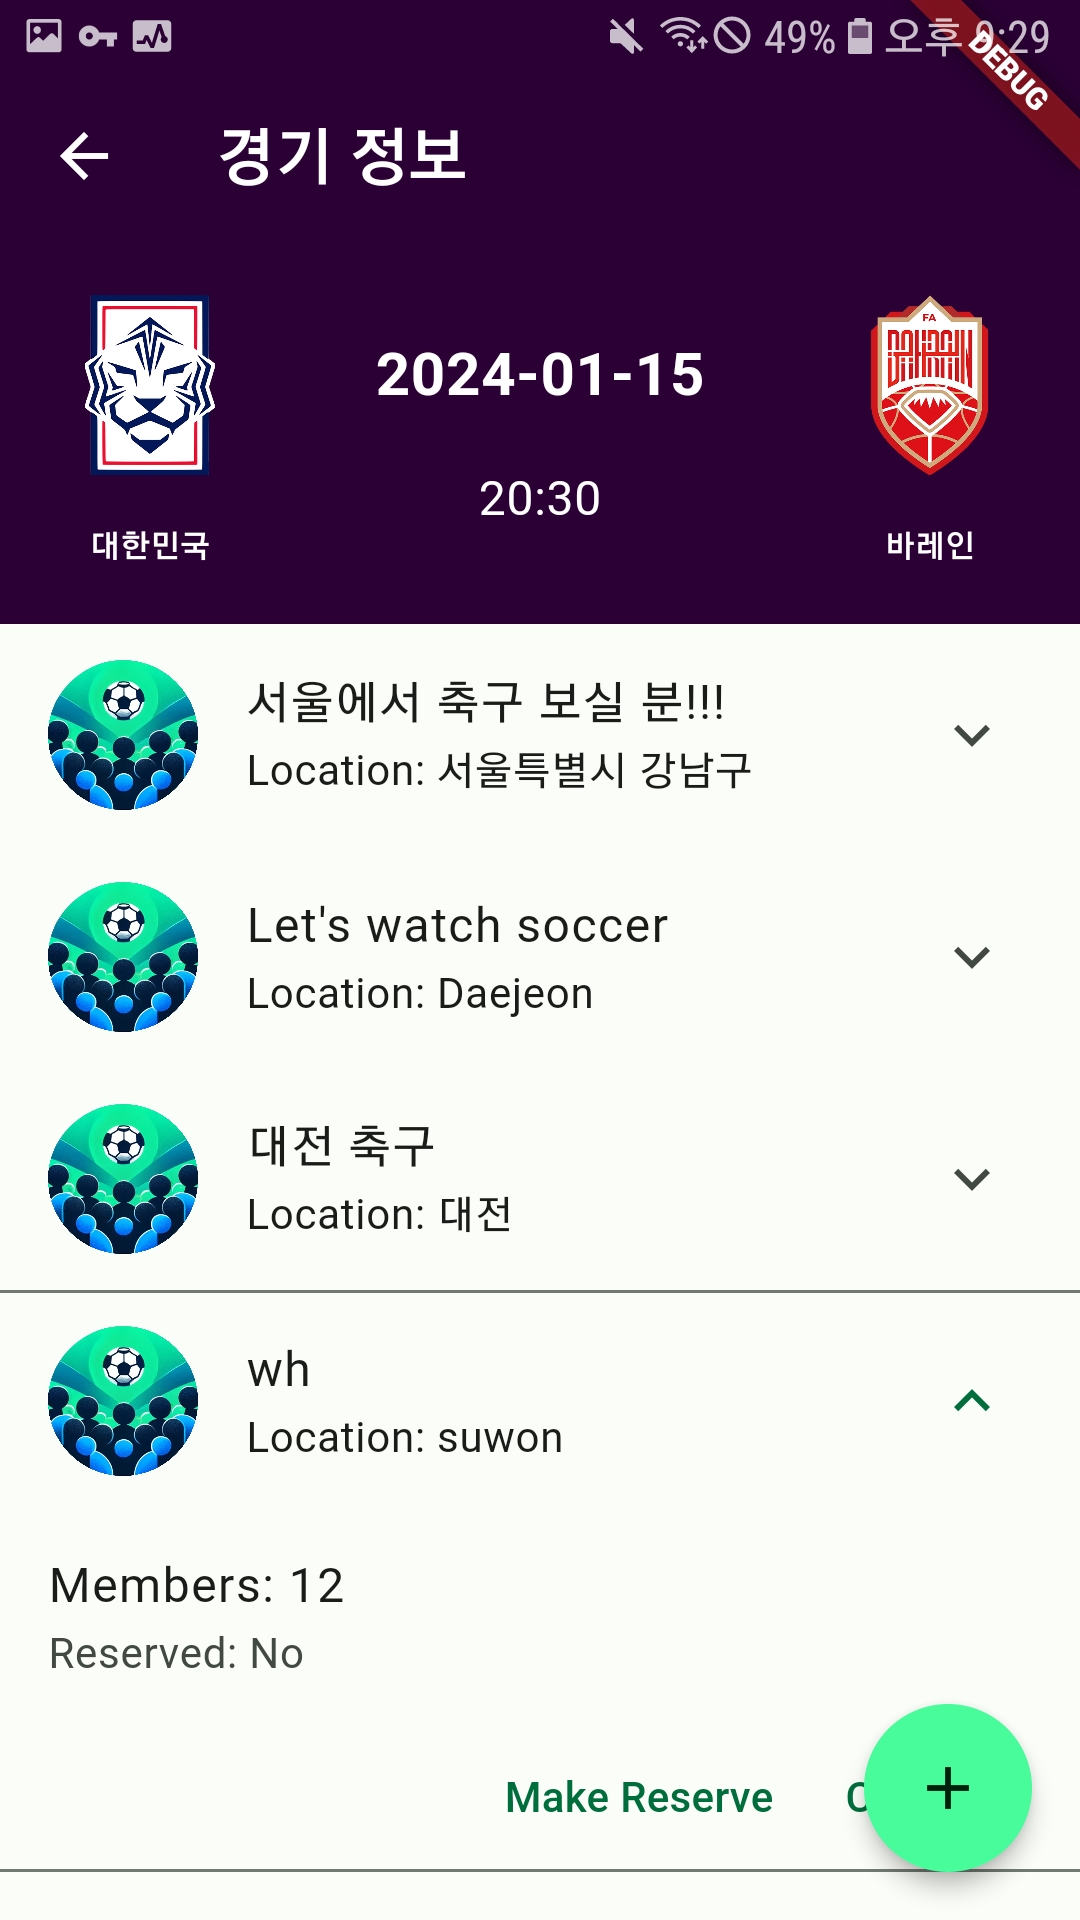 49% 오후 9:29
DEBUG
경기 정보
FA
2024-01-15
20:30
대한민국
바레인
서울에서 축구 보실 분!!!
Location: 서울특별시 강남구
Let's watch soccer
Location: Daejeon
대전 축구
Location: 대전
wh
Location: suwon
Members: 12
Reserved: No
Make Reserve